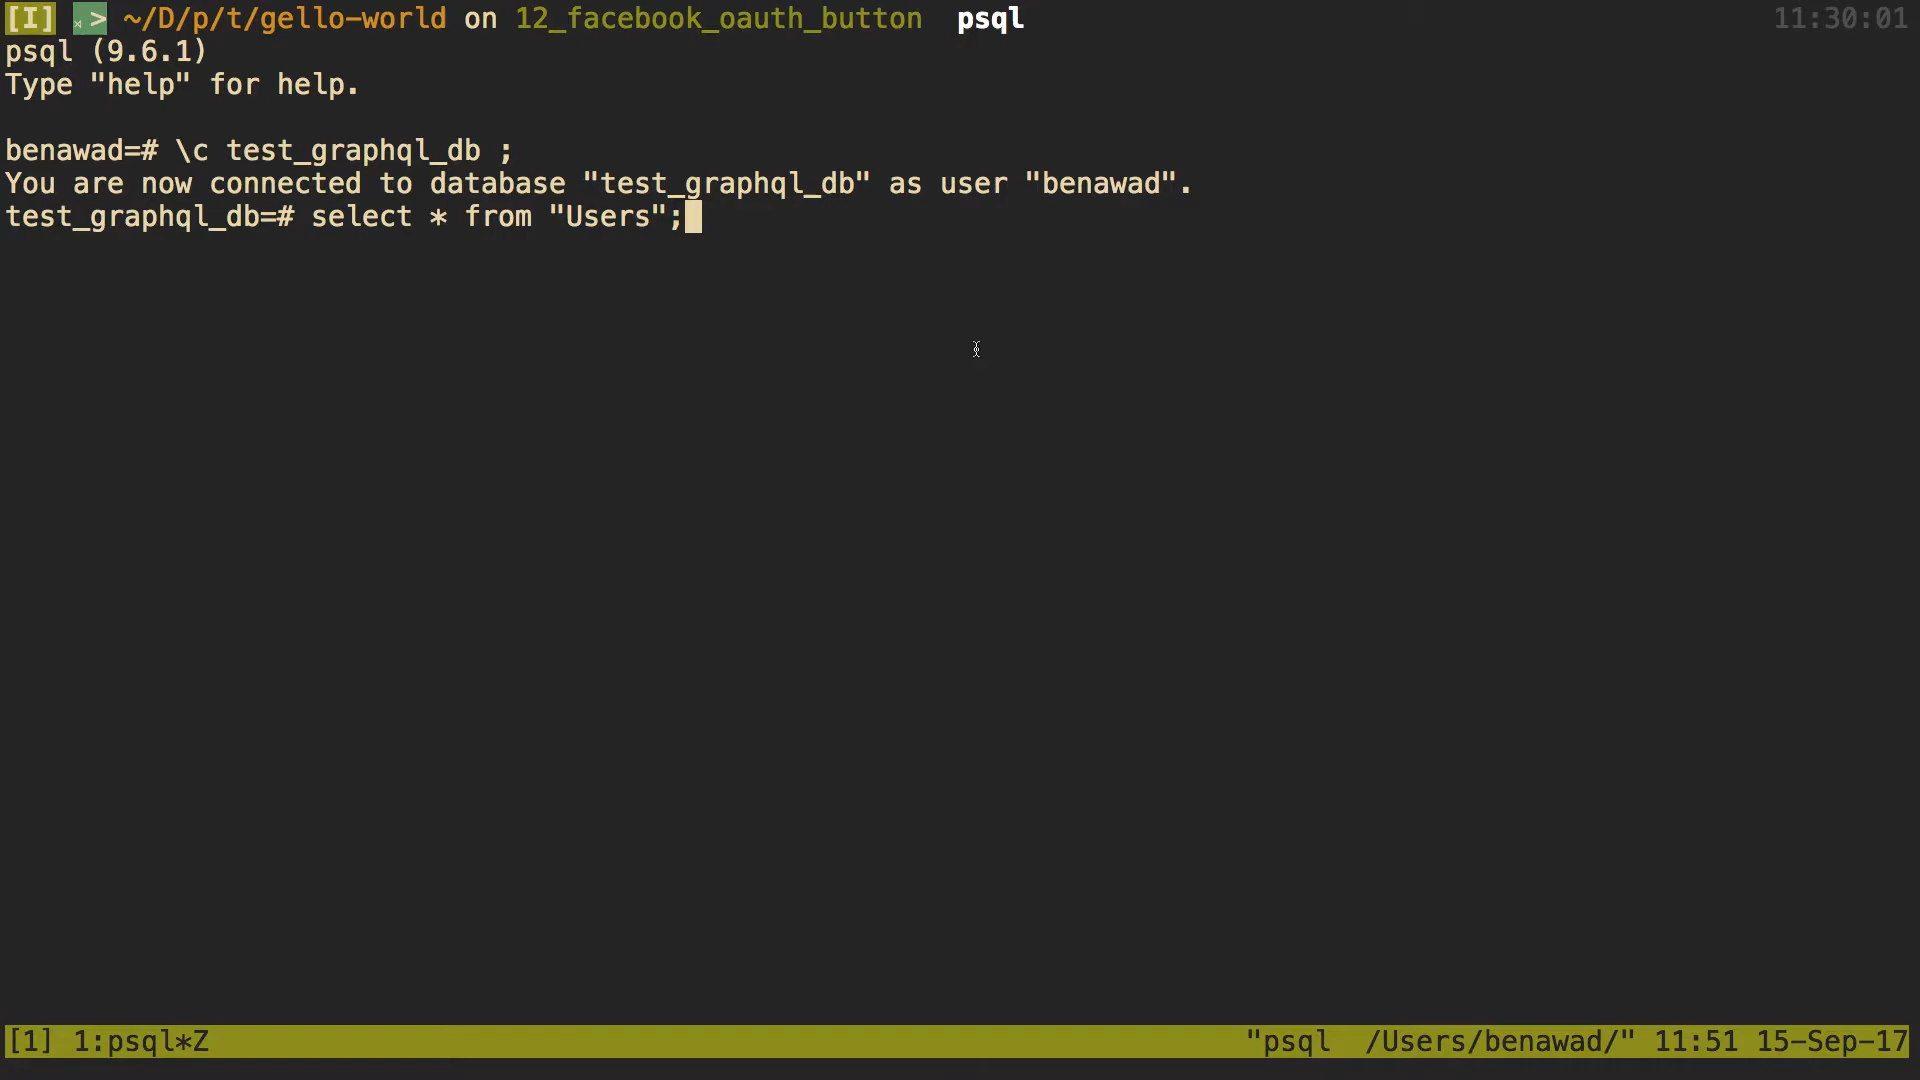 [I] > ~/D/p/t/gello-world on 12_facebook_oauth_button  psql 11:30:01
psql (9.6.1)
Type "help" for help.
benawad=# \c test_graphql_db ;
You are now connected to database "test_graphql_db" as user "benawad".
test_graphql_db=# select * from "Users";
[1] 1:psql*Z "psql  /Users/benawad/" 11:51 15-Sep-17